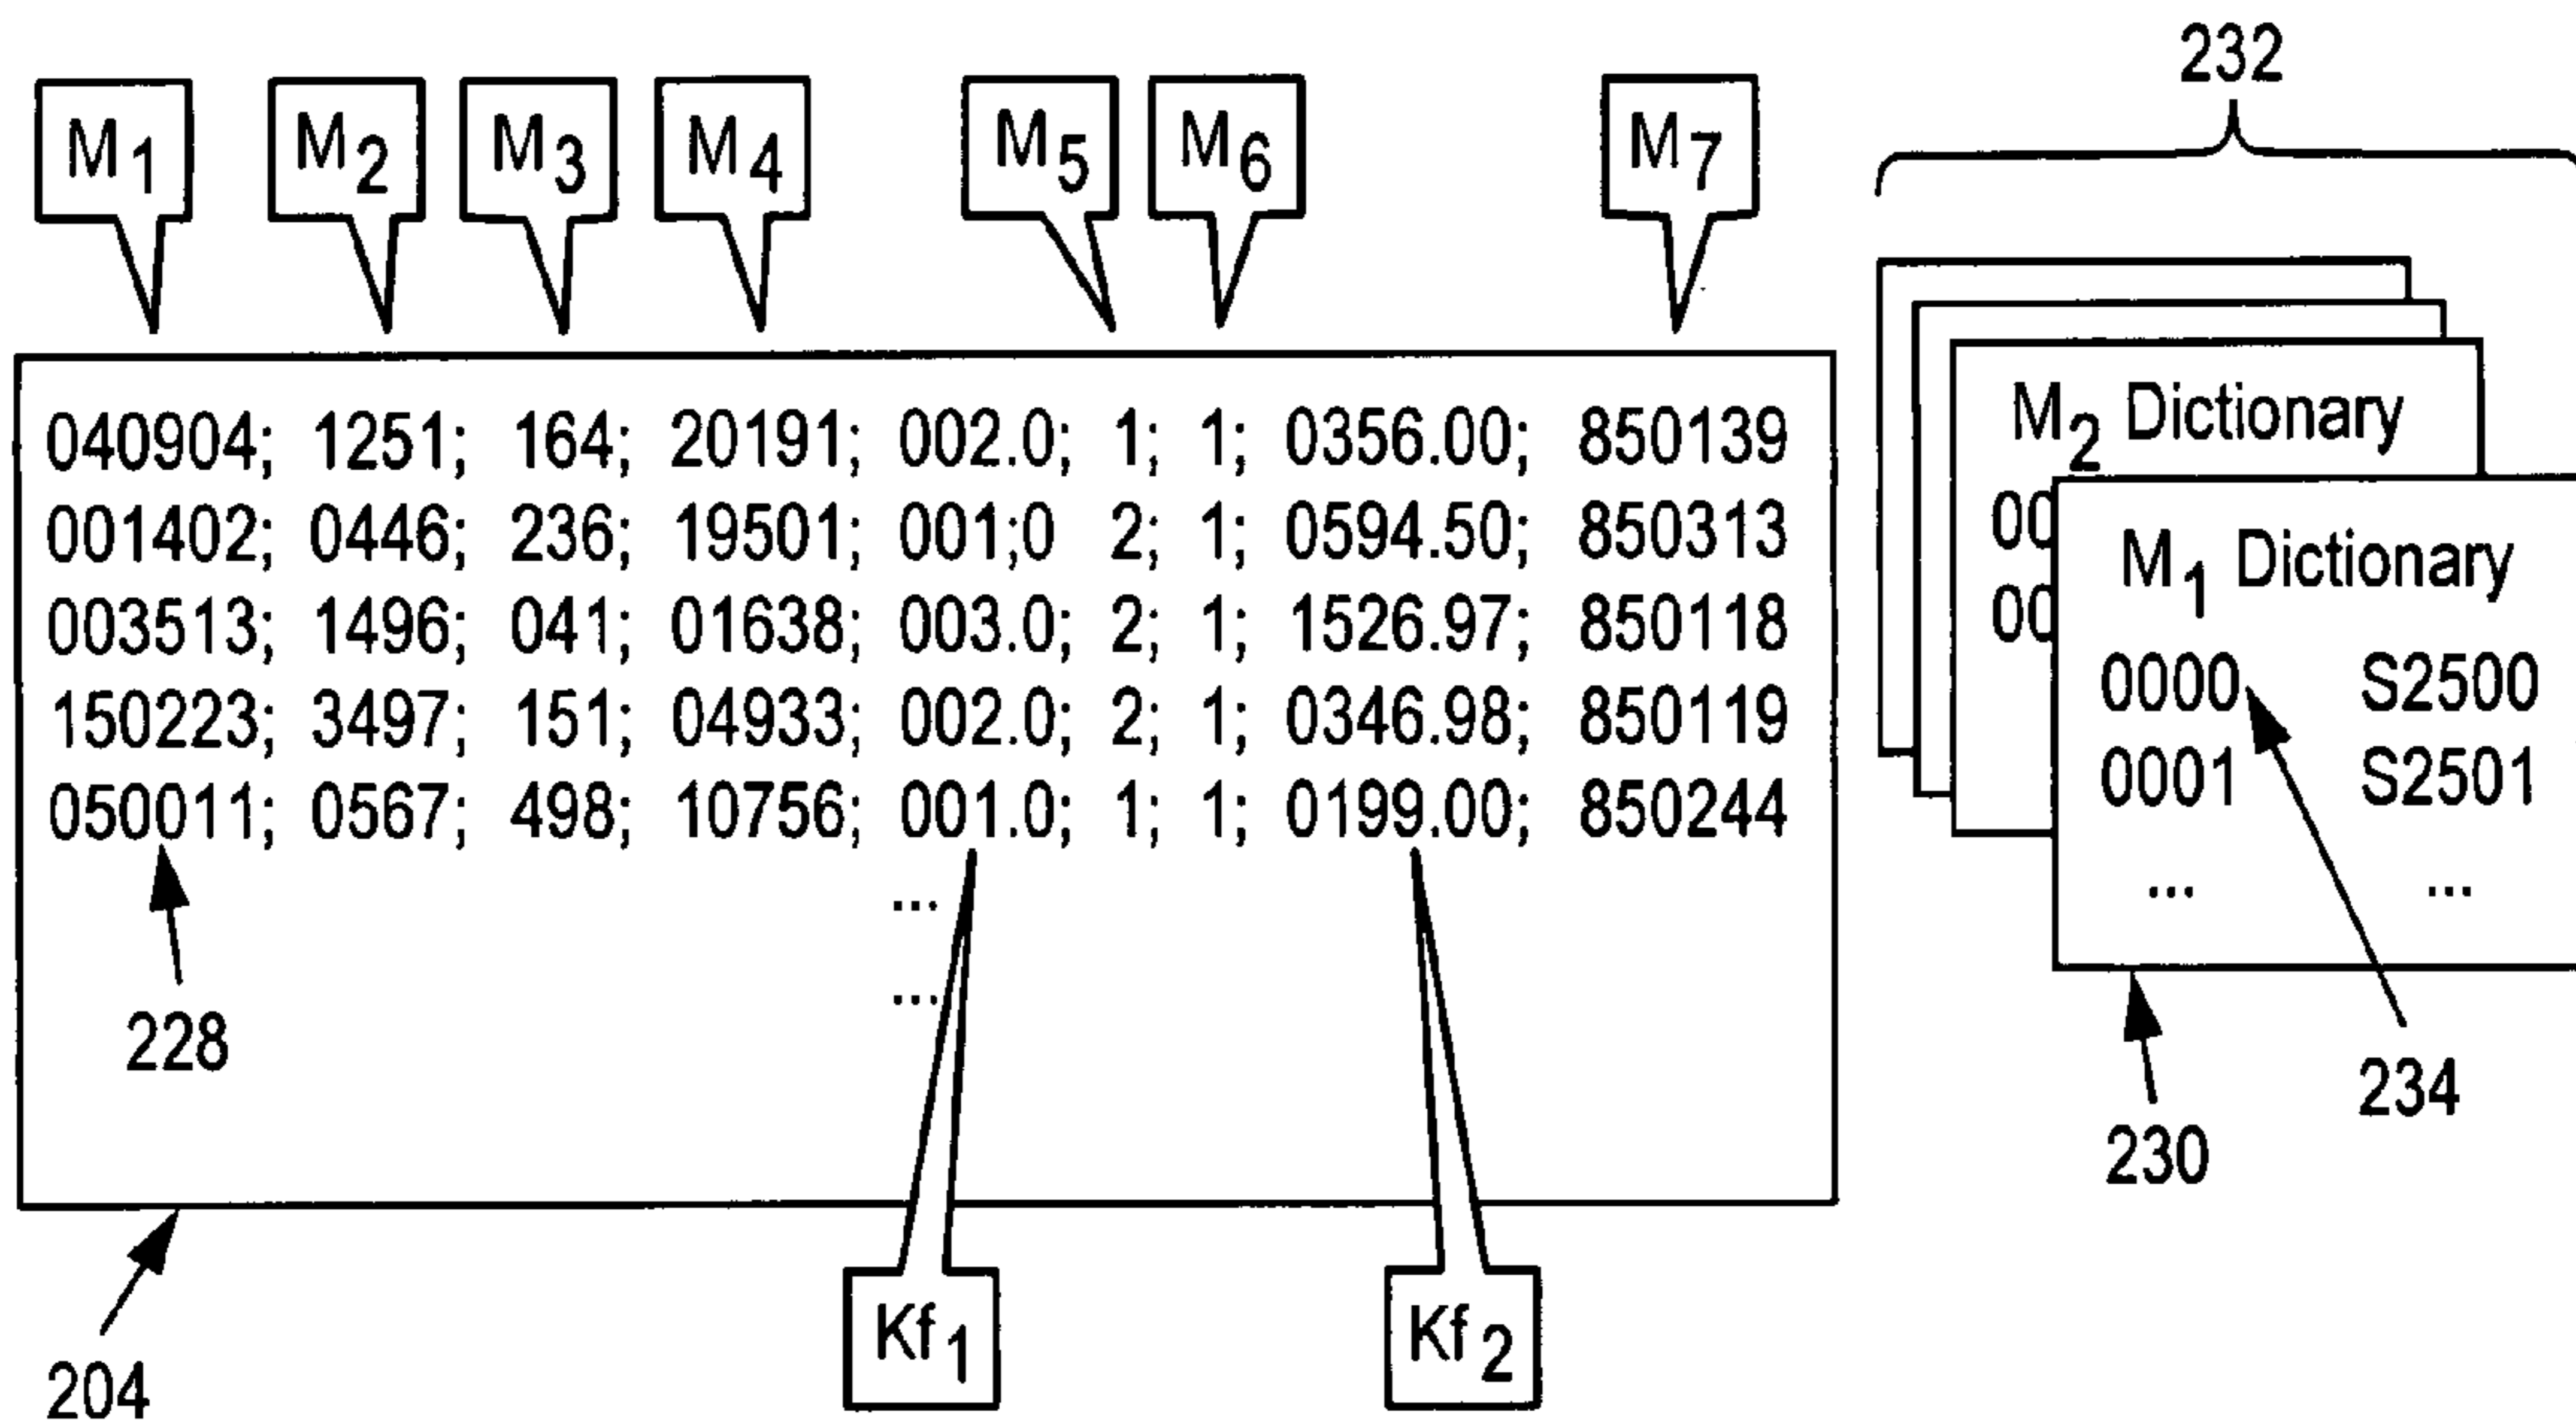 232
M1 M2 M3 M4 M5 M6 M7
040904; 1251; 164; 20191; 002.0; 1; 1; 0356.00; 850139
001402; 0446; 236; 19501; 001;0 2; 1; 0594.50; 850313
003513; 1496; 041; 01638; 003.0; 2; 1; 1526.97; 850118
150223; 3497; 151; 04933; 002.0; 2; 1; 0346.98; 850119
050011; 0567; 498; 10756; 001.0; 1; 1; 0199.00; 850244
...
...
228
204
Kf1
Kf2
M2 Dictionary
00
00
M1 Dictionary
0000 S2500
0001 S2501
... ...
234
230